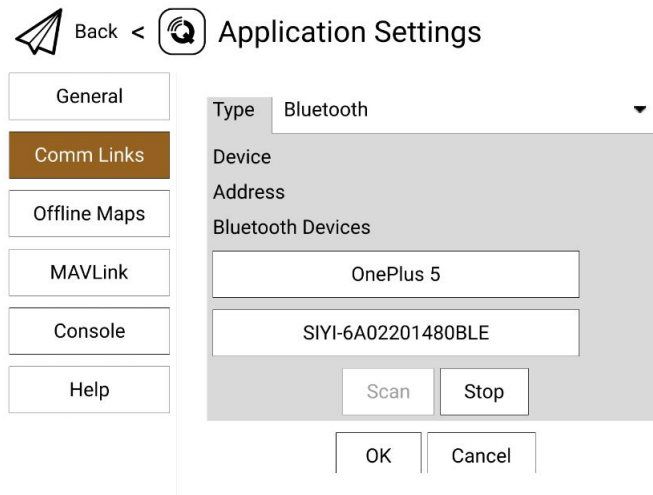 Back < Application Settings
General
Comm Links
Offline Maps
MAVLink
Console
Help
Type Bluetooth
Device
Address
Bluetooth Devices
OnePlus 5
SIYI-6A02201480BLE
Scan Stop
OK Cancel